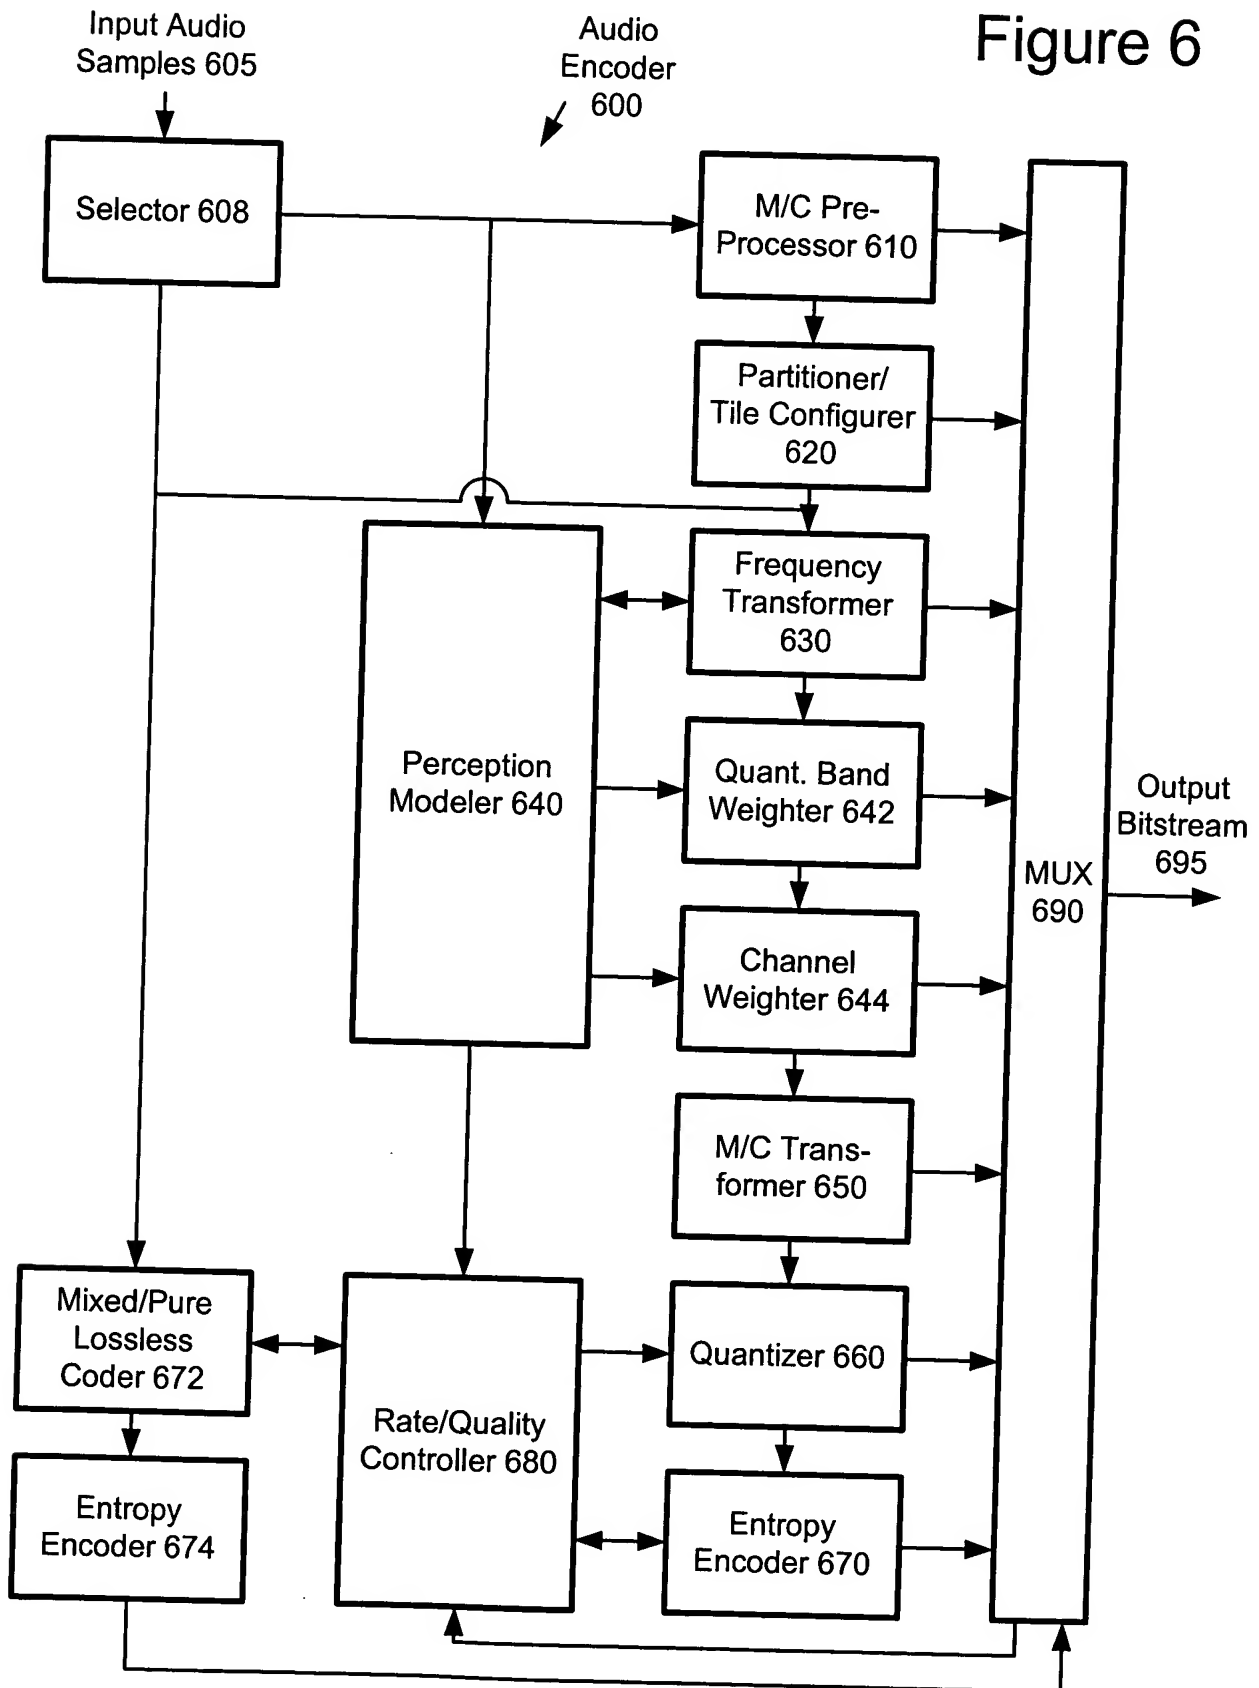 Figure 6
Input Audio
Samples 605
Audio
Encoder
600
Selector 608
M/C Pre-
Processor 610
Partitioner/
Tile Configurer
620
Frequency
Transformer
630
Perception
Modeler 640
Quant. Band
Weighter 642
Output
Bitstream
695
MUX
690
Channel
Weighter 644
M/C Trans-
former 650
Mixed/Pure
Lossless
Coder 672
Quantizer 660
Rate/Quality
Controller 680
Entropy
Encoder 674
Entropy
Encoder 670